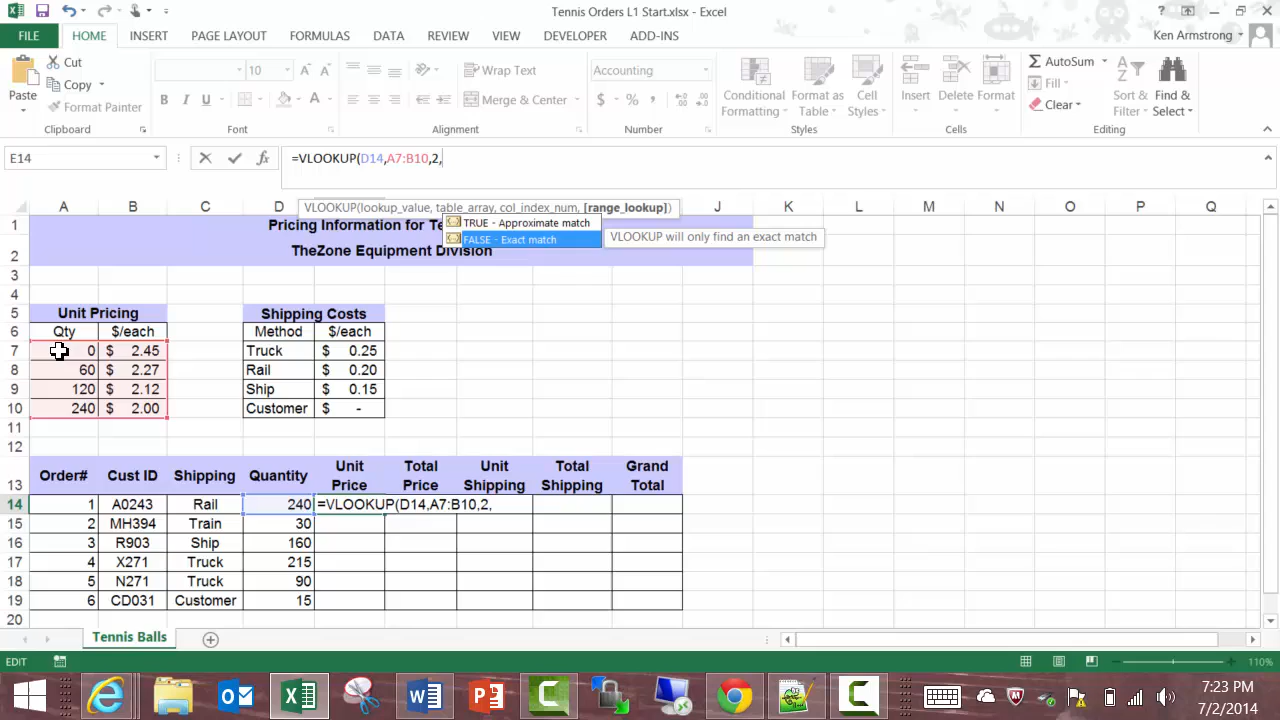 Tennis Orders L1 Start.xlsx - Excel
FILE HOME INSERT PAGE LAYOUT FORMULAS DATA REVIEW VIEW DEVELOPER ADD-INS Ken Armstrong
Paste
Cut
Copy
Format Painter
Clipboard
10
B I U
Font
Wrap Text
Merge & Center
Alignment
Accounting
$ % ,
Number
Conditional Formatting
Format as Table
Cell Styles
Styles
Insert Delete Format
Cells
AutoSum
Fill
Clear
Sort & Filter
Find & Select
Editing
E14 =VLOOKUP(D14,A7:B10,2,
VLOOKUP(lookup_value, table_array, col_index_num, [range_lookup])
TRUE - Approximate match
FALSE - Exact match
VLOOKUP will only find an exact match
A B C D J K L M N O P Q
1 Pricing Information for Te
2 TheZone Equipment Division
3
4
5 Unit Pricing Shipping Costs
6 Qty $/each Method $/each
7 0 $ 2.45 Truck $ 0.25
8 60 $ 2.27 Rail $ 0.20
9 120 $ 2.12 Ship $ 0.15
10 240 $ 2.00 Customer $ -
11
12
13 Order# Cust ID Shipping Quantity Unit Price Total Price Unit Shipping Total Shipping Grand Total
14 1 A0243 Rail 240 =VLOOKUP(D14,A7:B10,2,
15 2 MH394 Train 30
16 3 R903 Ship 160
17 4 X271 Truck 215
18 5 N271 Truck 90
19 6 CD031 Customer 15
20
Tennis Balls
EDIT 110%
7:23 PM
7/2/2014